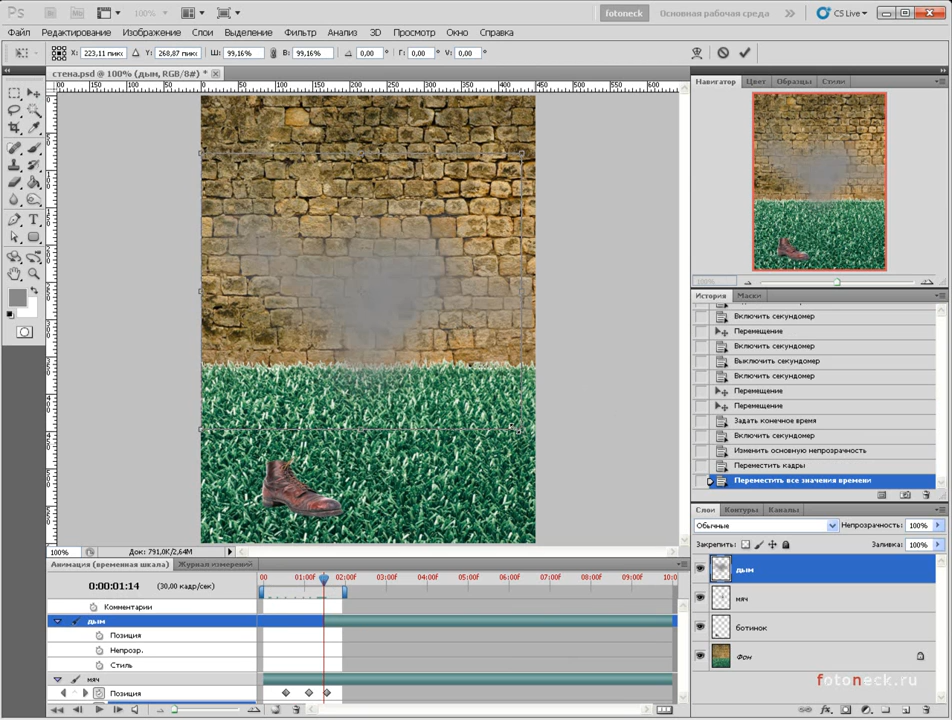 Ps 100% fotoneck Основная рабочая среда CS Live
Файл Редактирование Изображение Слои Выделение Фильтр Анализ 3D Просмотр Окно Справка
X: 223,11 пикс Y: 268,87 пикс Ш: 99,16% В: 99,16% 0,00 ° Г: 0,00 ° В: 0,00 °
стена.psd @ 100% (дым, RGB/8#) *
Навигатор Цвет Образцы Стили
100%
История Маски
Включить секундомер
Перемещение
Включить секундомер
Выключить секундомер
Включить секундомер
Перемещение
Перемещение
Задать конечное время
Включить секундомер
Изменить основную непрозрачность
Переместить кадры
Переместить все значения времени
Слои Контуры Каналы
Обычные Непрозрачность: 100%
Закрепить: Заливка: 100%
дым
мяч
ботинок
Фон
fotoneck.ru
100% Док: 791,0K/2,64M
Анимация (временная шкала) Журнал измерений
0:00:01:14 (30,00 кадр/сек)
00 01:00f 02:00f 03:00f 04:00f 05:00f 06:00f 07:00f 08:00f 09:00f 10:0
Комментарии
дым
Позиция
Непрозр.
Стиль
мяч
Позиция